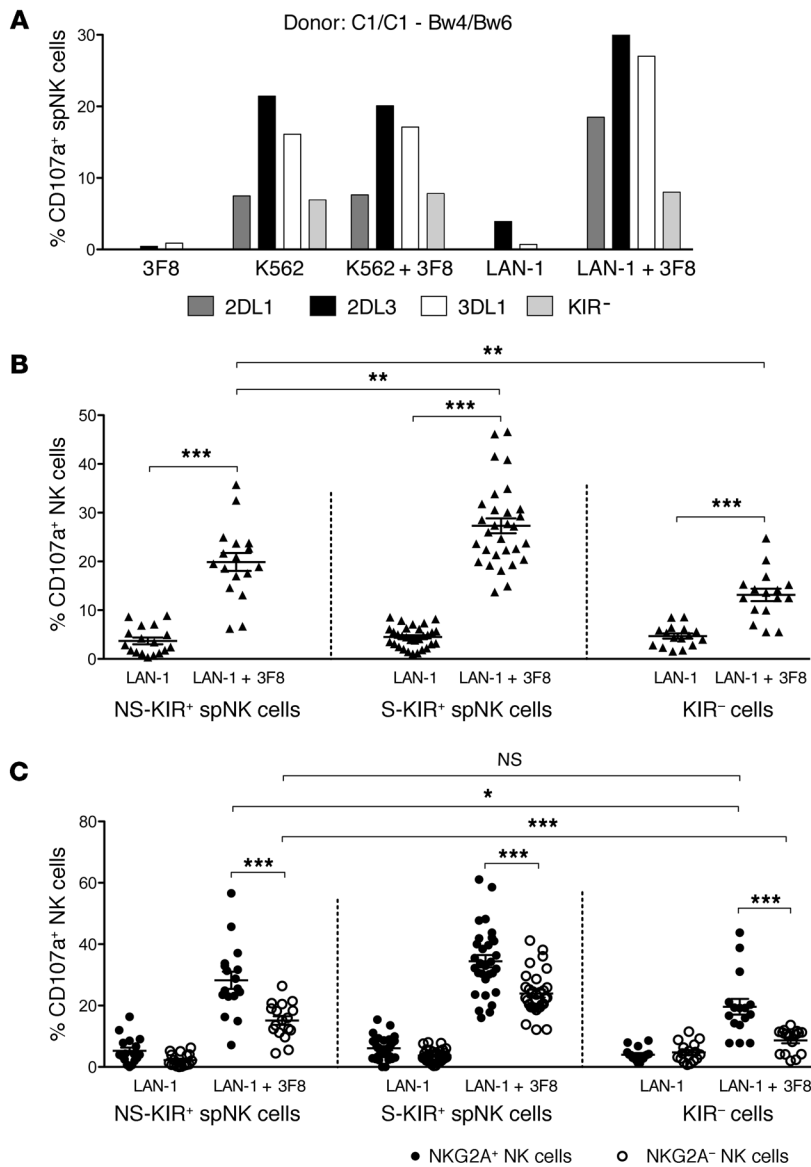 A
Donor: C1/C1 - Bw4/Bw6
% CD107a⁺ spNK cells
30
20
10
0
3F8 K562 K562 + 3F8 LAN-1 LAN-1 + 3F8
2DL1 2DL3 3DL1 KIR⁻
B
**
**
*** *** ***
% CD107a⁺ NK cells
50
40
30
20
10
0
LAN-1 LAN-1 + 3F8 LAN-1 LAN-1 + 3F8 LAN-1 LAN-1 + 3F8
NS-KIR⁺ spNK cells S-KIR⁺ spNK cells KIR⁻ cells
C
NS
*
***
*** *** ***
% CD107a⁺ NK cells
80
60
40
20
0
LAN-1 LAN-1 + 3F8 LAN-1 LAN-1 + 3F8 LAN-1 LAN-1 + 3F8
NS-KIR⁺ spNK cells S-KIR⁺ spNK cells KIR⁻ cells
NKG2A⁺ NK cells NKG2A⁻ NK cells